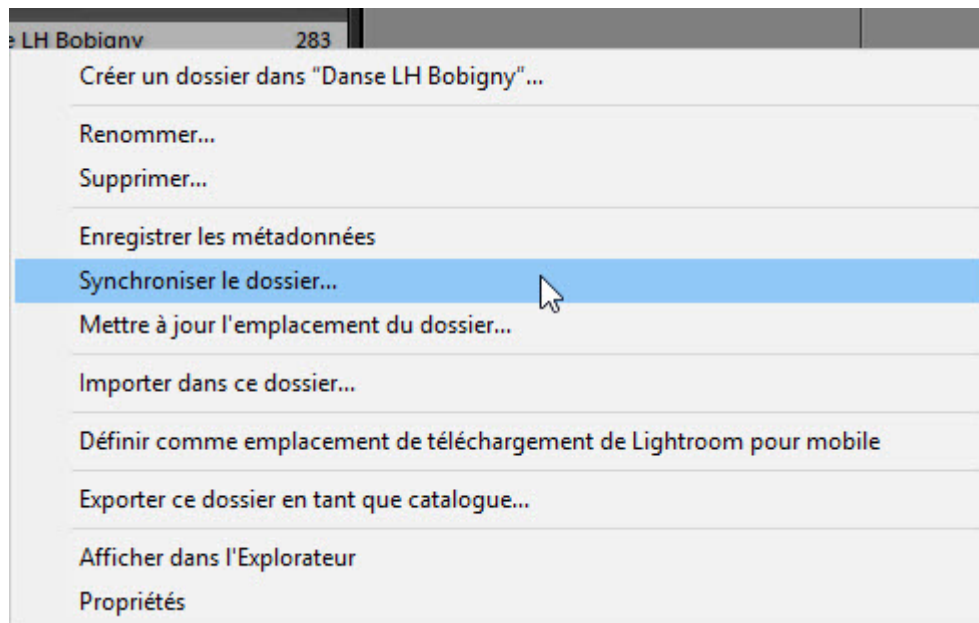 LH Bobigny 283
Créer un dossier dans “Danse LH Bobigny”...
Renommer...
Supprimer...
Enregistrer les métadonnées
Synchroniser le dossier...
Mettre à jour l'emplacement du dossier...
Importer dans ce dossier...
Définir comme emplacement de téléchargement de Lightroom pour mobile
Exporter ce dossier en tant que catalogue...
Afficher dans l'Explorateur
Propriétés